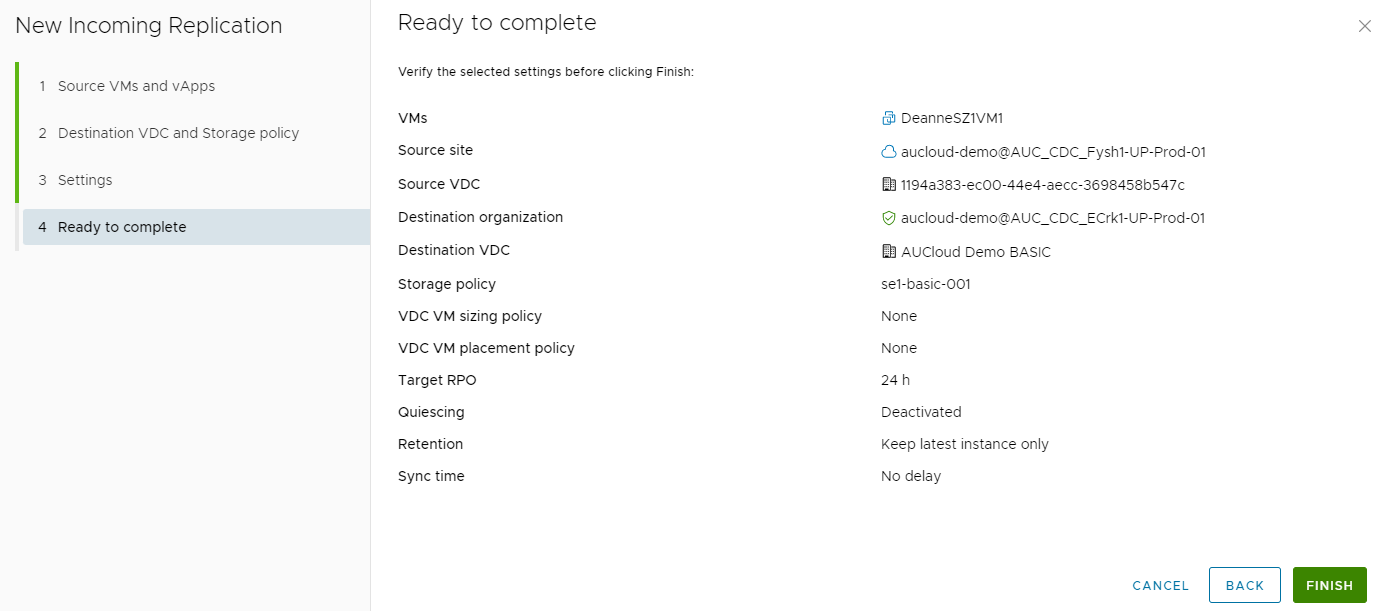 New Incoming Replication
1 Source VMs and vApps
2 Destination VDC and Storage policy
3 Settings
4 Ready to complete
Ready to complete
Verify the selected settings before clicking Finish:
VMs DeanneSZ1VM1
Source site aucloud-demo@AUC_CDC_Fysh1-UP-Prod-01
Source VDC 1194a383-ec00-44e4-aecc-3698458b547c
Destination organization aucloud-demo@AUC_CDC_ECrk1-UP-Prod-01
Destination VDC AUCloud Demo BASIC
Storage policy se1-basic-001
VDC VM sizing policy None
VDC VM placement policy None
Target RPO 24 h
Quiescing Deactivated
Retention Keep latest instance only
Sync time No delay
CANCEL BACK FINISH